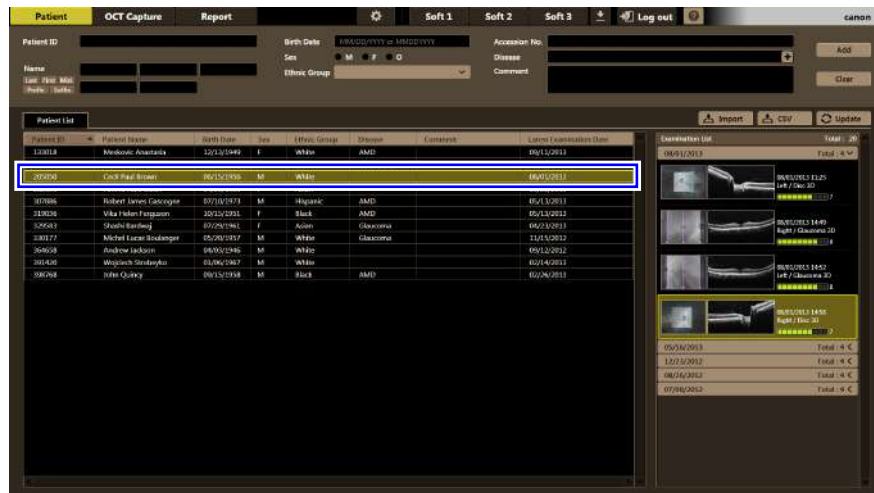 Patient OCT Capture Report Soft 1 Soft 2 Soft 3 Log out canon
Patient ID Birth Date MM/DD/YYYY or MMDDYYYY Accession No. Add
Sex M F O Disease
Name Ethnic Group Comment
Last First Mid. Clear
Prefix Suffix
Patient List Import CSV Update
Patient ID Patient Name Birth Date Sex Ethnic Group Disease Comment Latest Examination Date
133018 Meskovic Anastasia 12/13/1949 F White AMD 09/11/2013
205050 Cecil Paul Brown 06/15/1956 M White 08/01/2013
307886 Robert James Gascogne 07/10/1973 M Hispanic AMD 05/13/2013
319036 Vika Helen Ferguson 10/15/1951 F Black AMD 05/13/2013
329583 Shashi Bardwaj 07/29/1961 F Asian Glaucoma 04/23/2013
330177 Michel Lucas Boulanger 05/20/1957 M White Glaucoma 11/15/2012
364658 Andrew Jackson 04/03/1946 M White 09/12/2012
391420 Wojciech 03/06/1967 M White 02/14/2013
398768 John Quincy 09/15/1958 M Black AMD 02/26/2013
Examination List Total : 20
08/01/2013 Total : 4
08/01/2013 11:25
Left / Disc 3D
7
08/01/2013 14:49
Right / Glaucoma 3D
8
08/01/2013 14:52
Left / Glaucoma 3D
8
08/01/2013 14:58
Right / Disc 3D
7
05/16/2013 Total : 4
12/23/2012 Total : 4
08/26/2012 Total : 4
07/08/2012 Total : 4